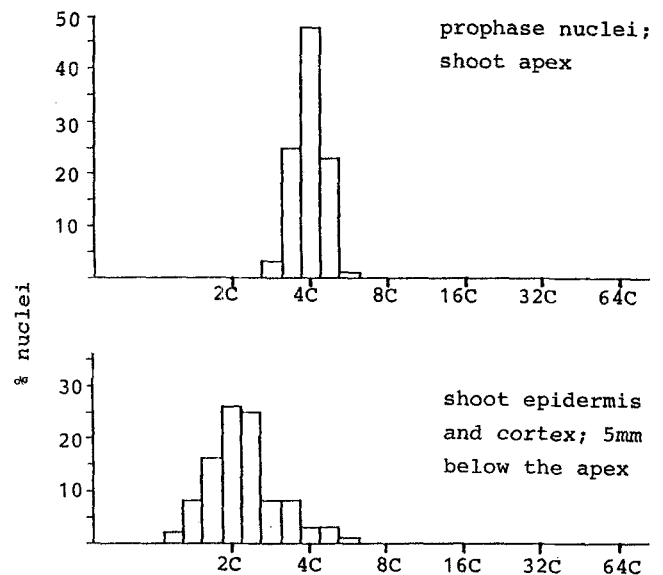 prophase nuclei;
shoot apex
50
40
30
20
10
2C 4C 8C 16C 32C 64C
% nuclei
shoot epidermis
and cortex; 5mm
below the apex
30
20
10
2C 4C 8C 16C 32C 64C